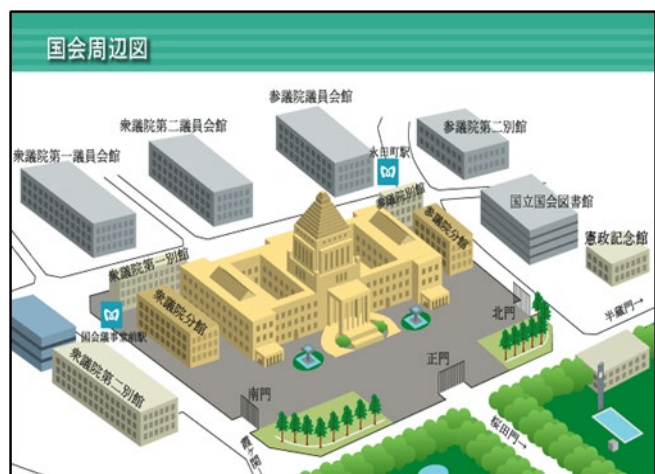 国会周辺図
参議院議員会館
衆議院第二議員会館
参議院第二別館
衆議院第一議員会館
永田町駅
参議院別館
国立国会図書館
参議院分館
憲政記念館
衆議院第一別館
衆議院分館
北門
半蔵門→
国会議事堂前駅
正門
衆議院第二別館
南門
桜田門→
霞ヶ関